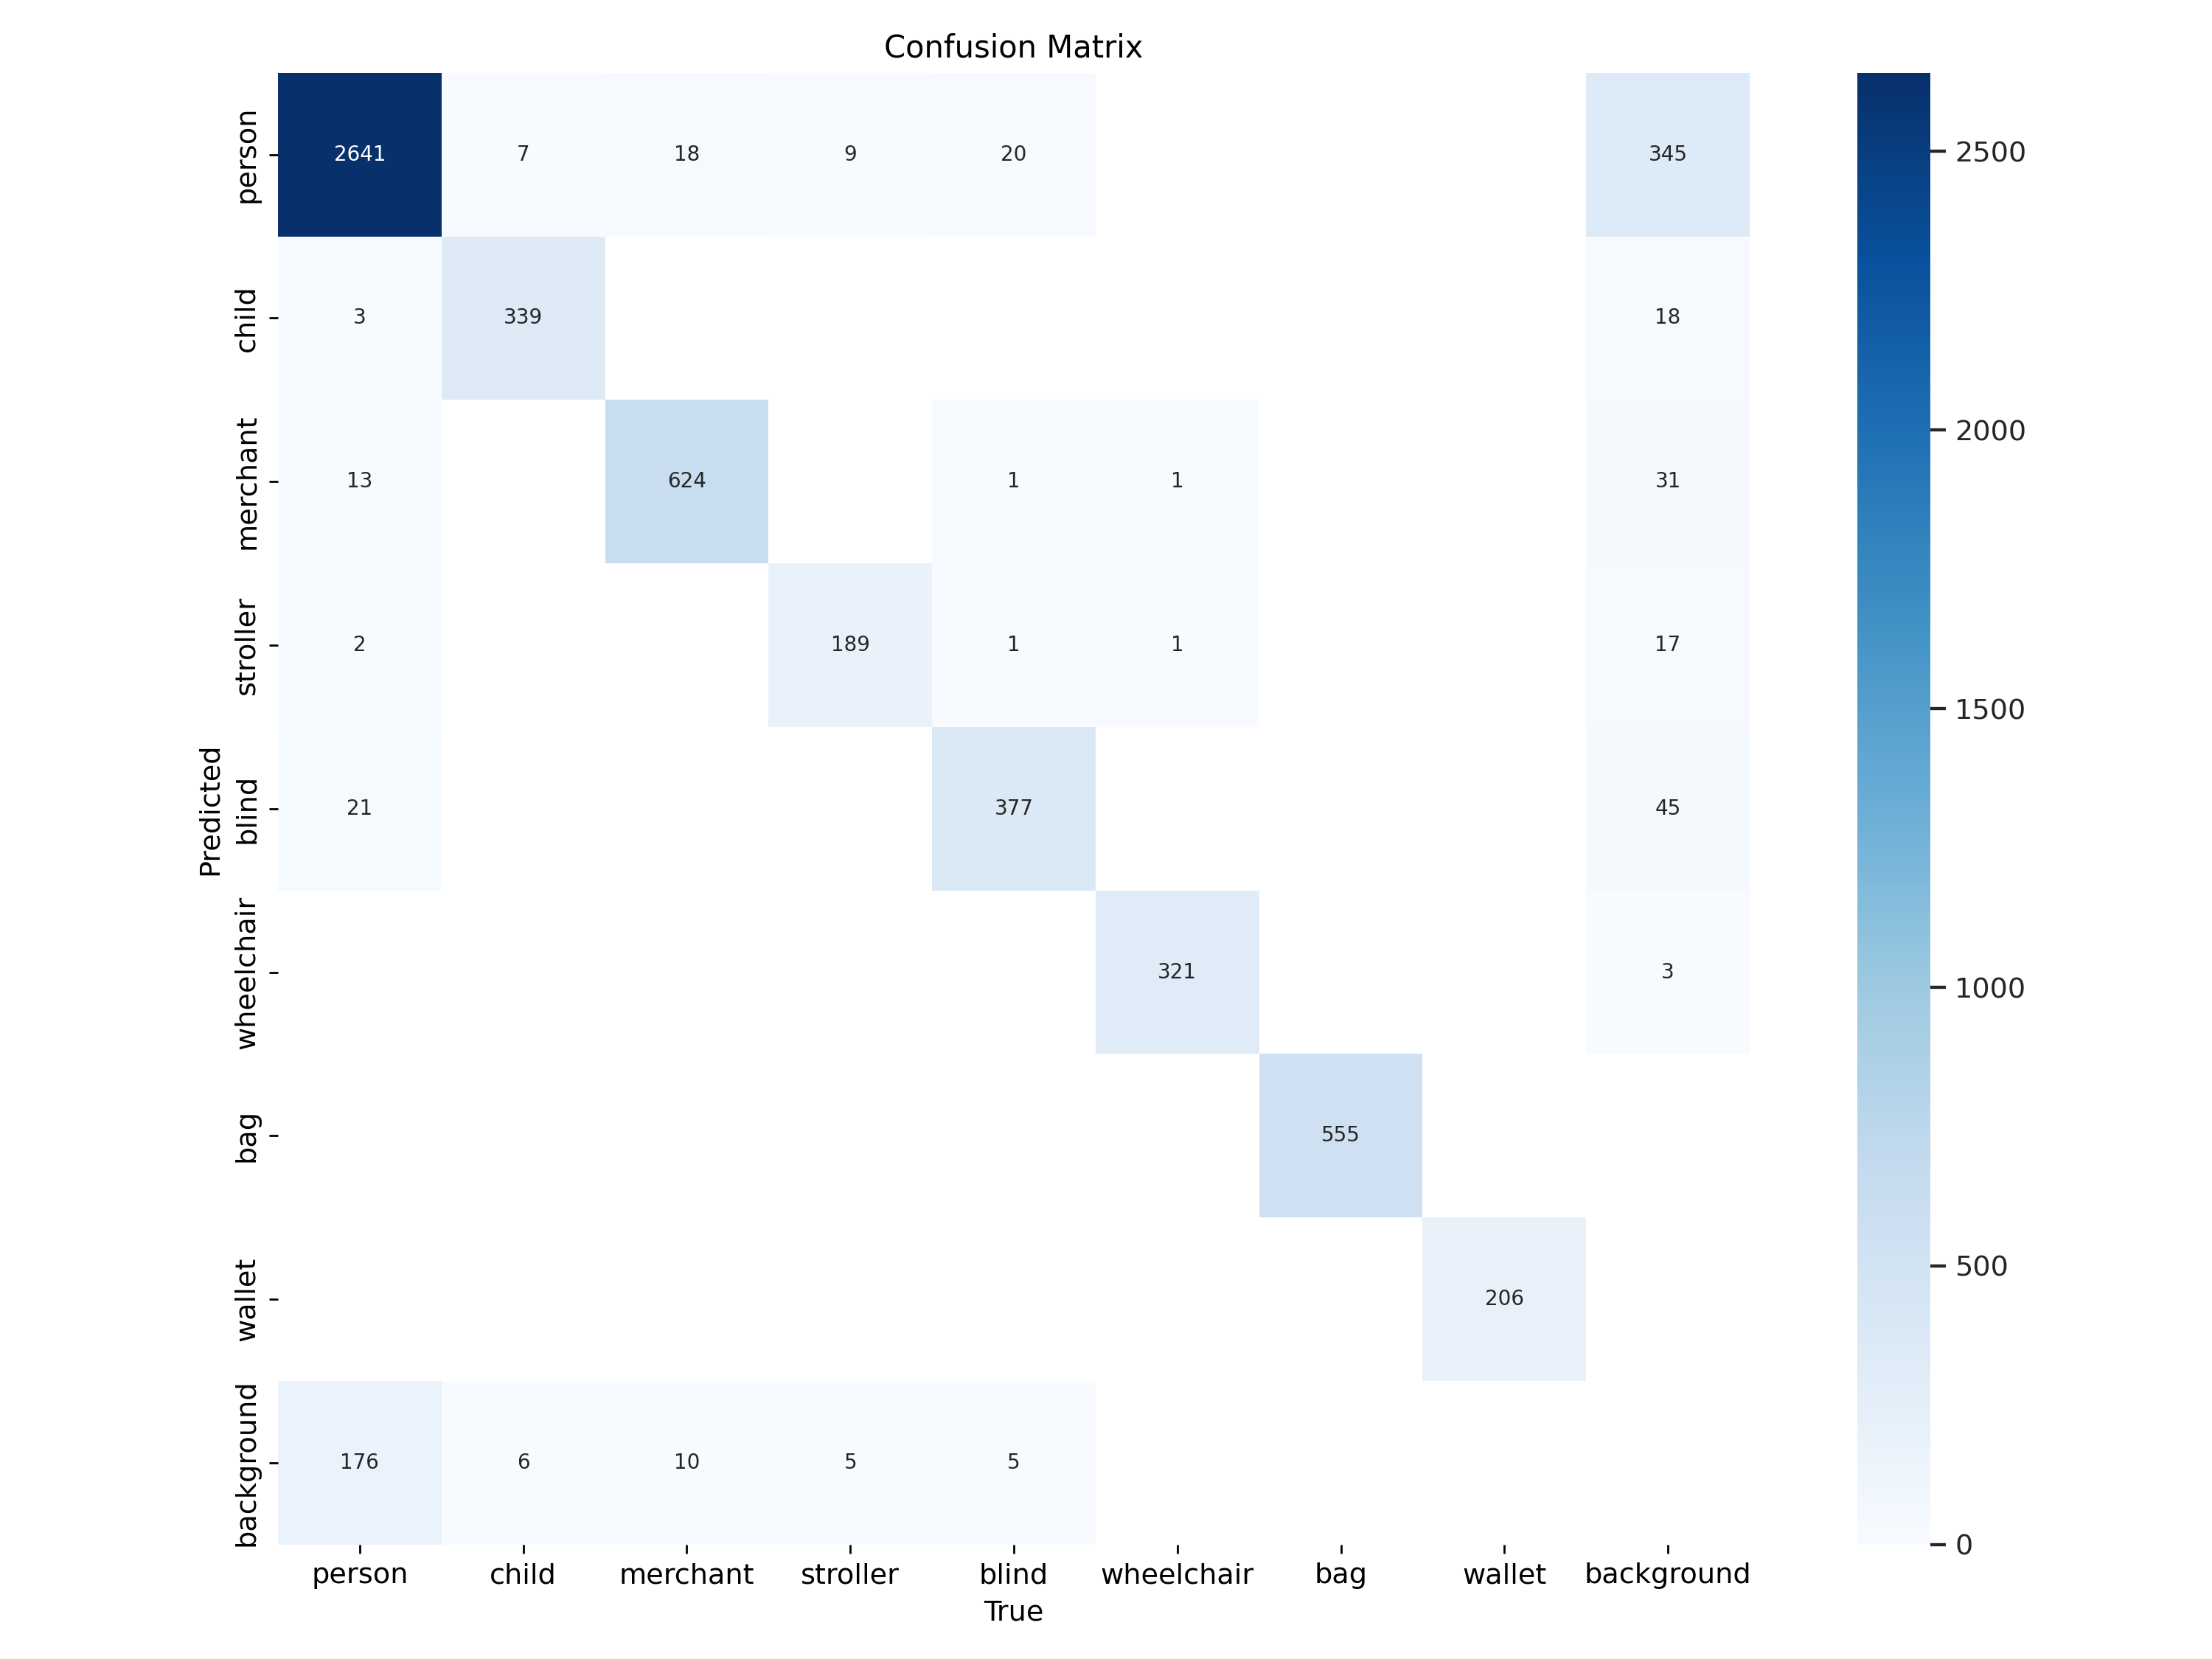 Confusion Matrix
person 2641 7 18 9 20 345
child 3 339 18
merchant 13 624 1 1 31
stroller 2 189 1 1 17
blind 21 377 45
wheelchair 321 3
bag 555
wallet 206
background 176 6 10 5 5
Predicted
person child merchant stroller blind wheelchair bag wallet background
True
2500
2000
1500
1000
500
0